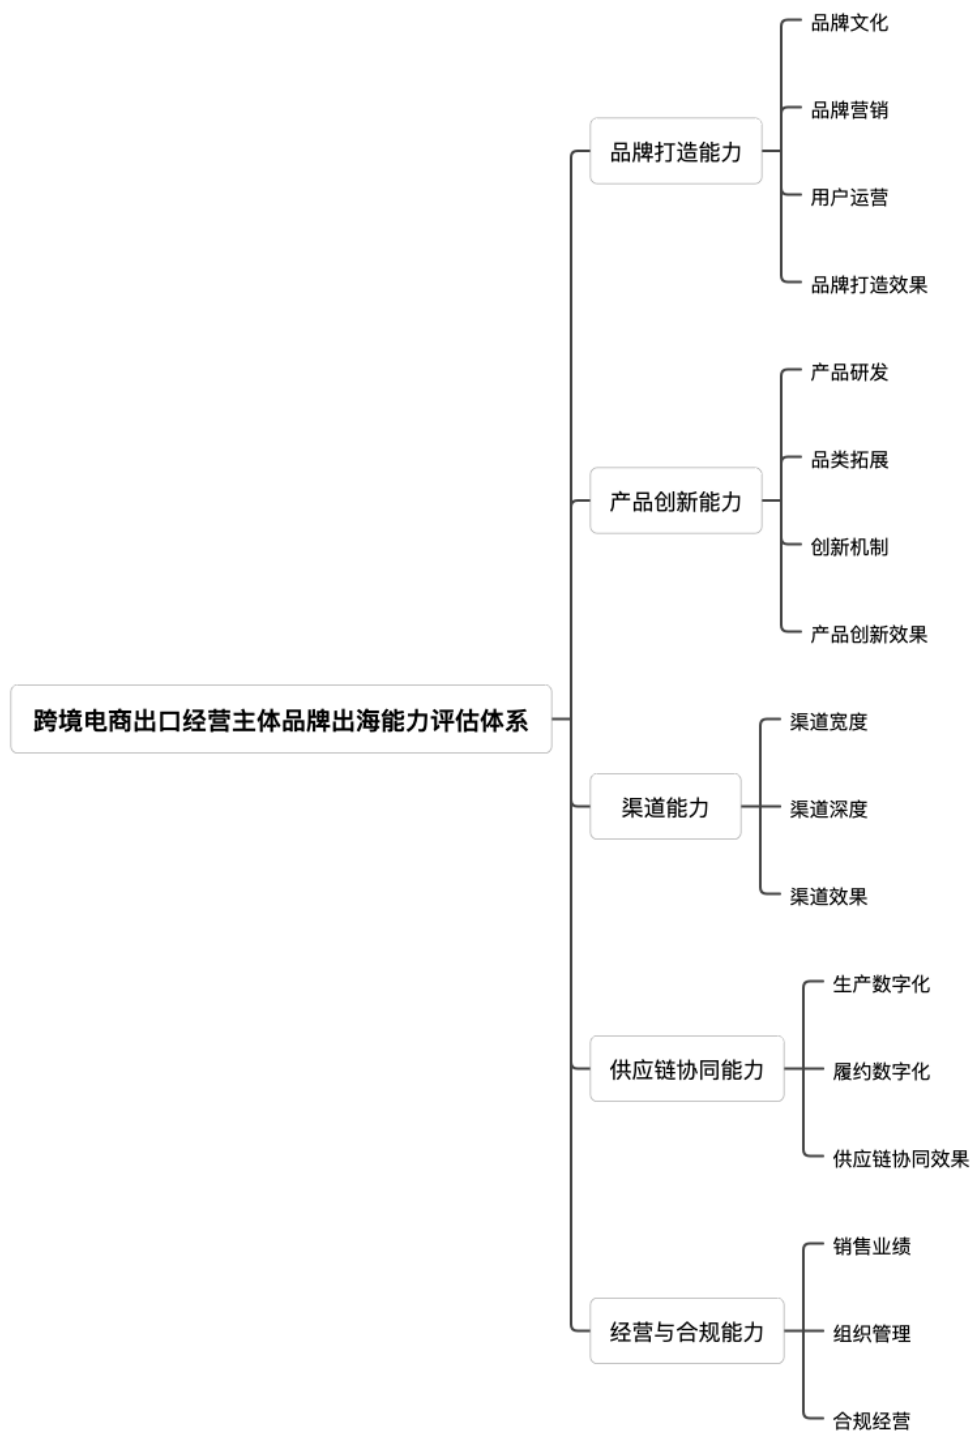 跨境电商出口经营主体品牌出海能力评估体系
品牌打造能力
品牌文化
品牌营销
用户运营
品牌打造效果
产品创新能力
产品研发
品类拓展
创新机制
产品创新效果
渠道能力
渠道宽度
渠道深度
渠道效果
供应链协同能力
生产数字化
履约数字化
供应链协同效果
经营与合规能力
销售业绩
组织管理
合规经营